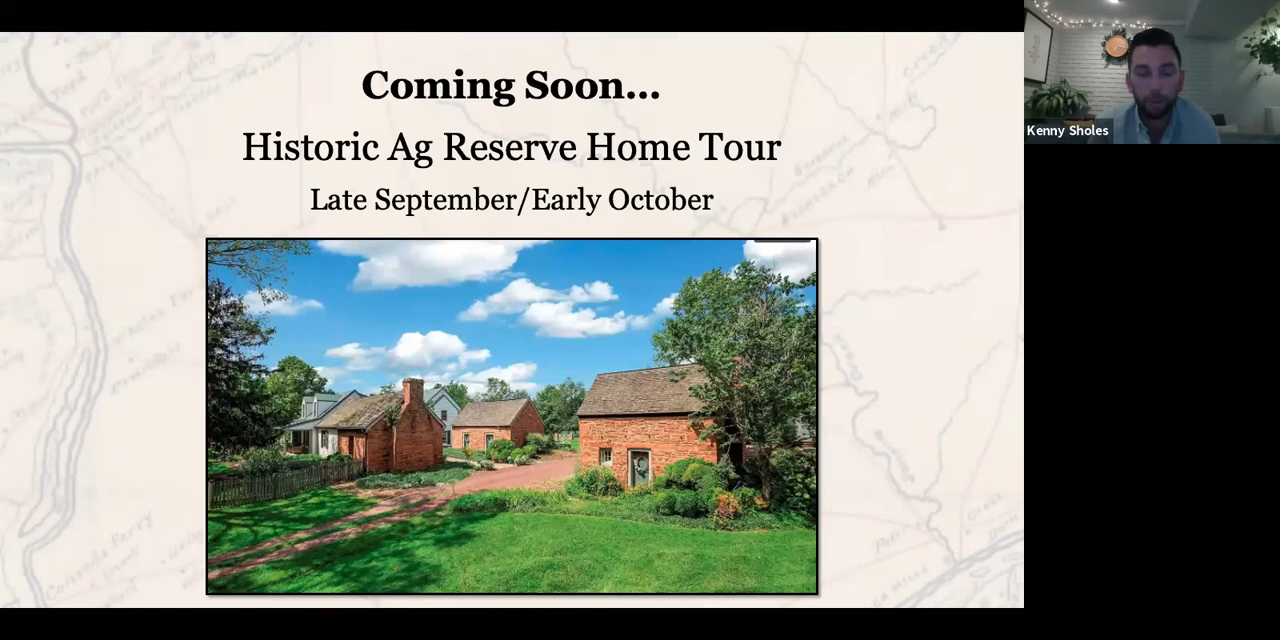 Coming Soon...
Historic Ag Reserve Home Tour
Late September/Early October
Kenny Sholes